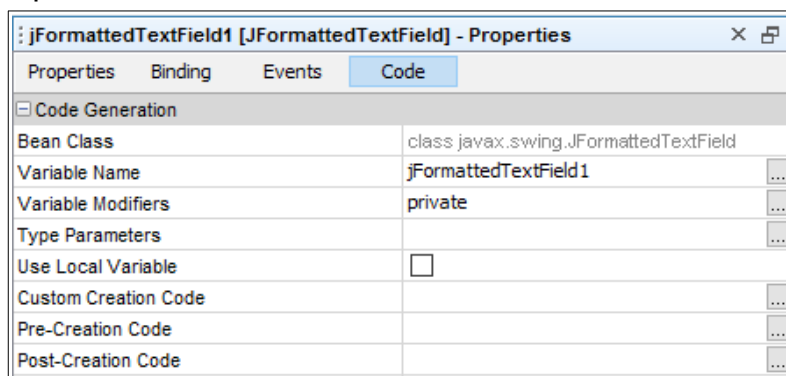 jFormattedTextField1 [JFormattedTextField] - Properties
Properties Binding Events Code
Code Generation
Bean Class class javax.swing.JFormattedTextField
Variable Name jFormattedTextField1 ...
Variable Modifiers private ...
Type Parameters ...
Use Local Variable
Custom Creation Code ...
Pre-Creation Code ...
Post-Creation Code ...